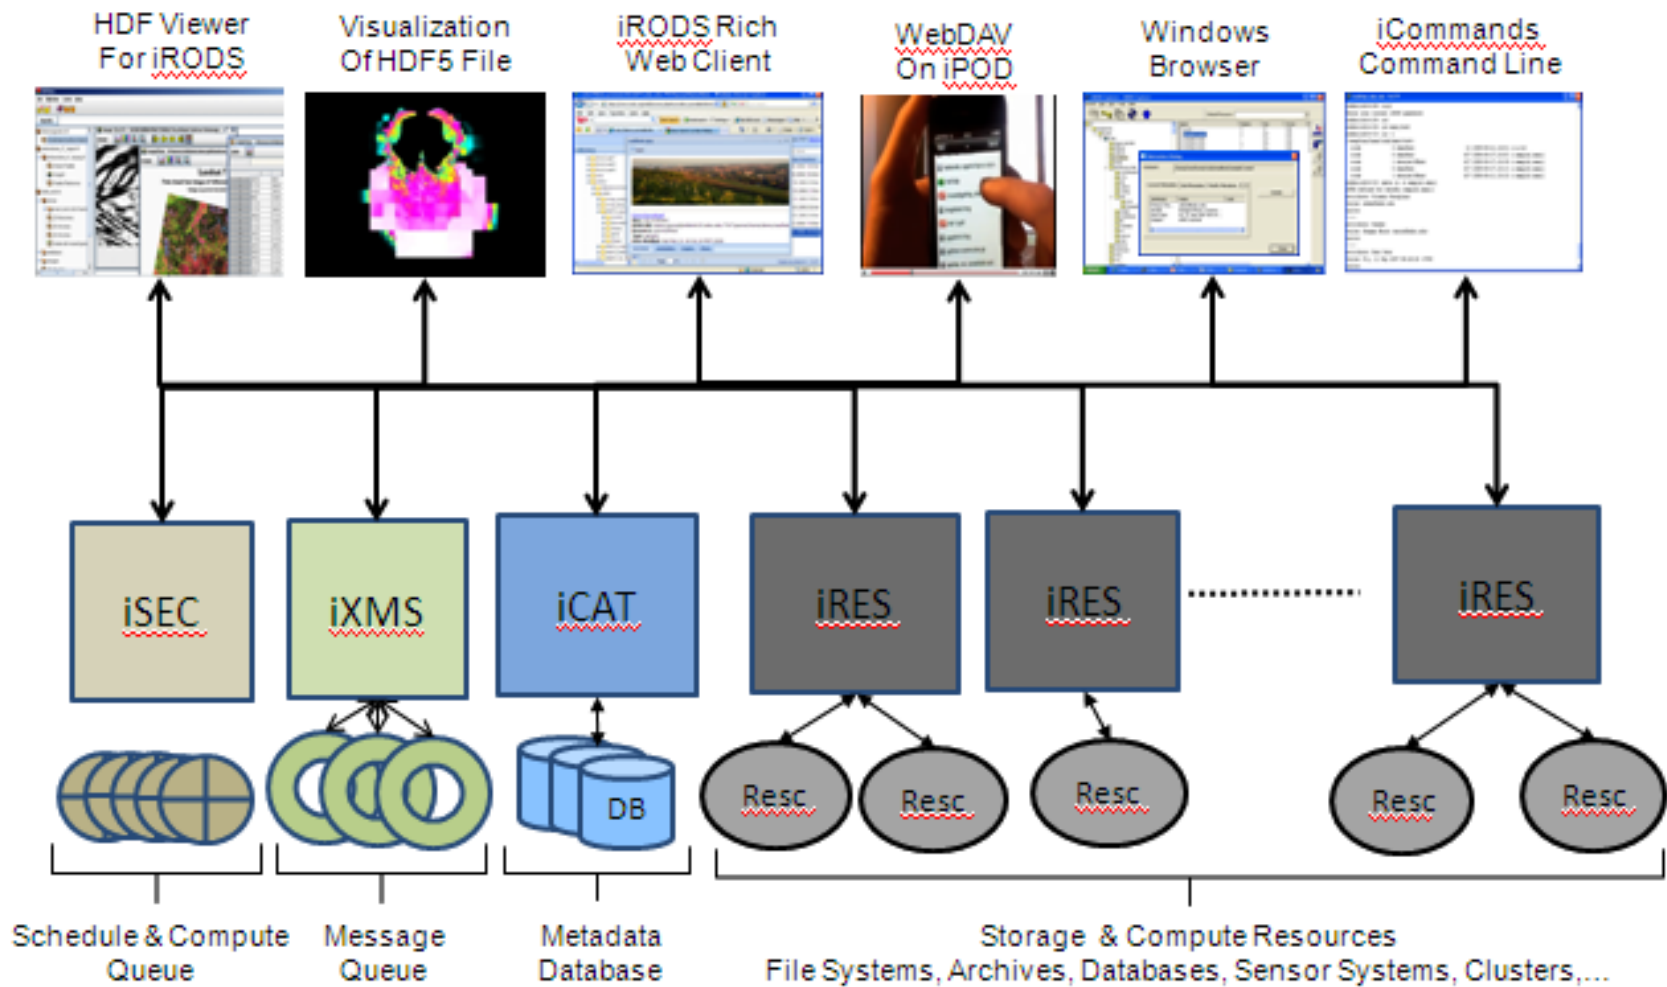 HDF Viewer
For iRODS
Visualization
Of HDF5 File
iRODS Rich
Web Client
WebDAV
On iPOD
Windows
Browser
iCommands
Command Line
iSEC
iXMS
iCAT
iRES
iRES
iRES
DB
Resc
Resc
Resc
Resc
Resc
Schedule & Compute
Queue
Message
Queue
Metadata
Database
Storage & Compute Resources
File Systems, Archives, Databases, Sensor Systems, Clusters,...